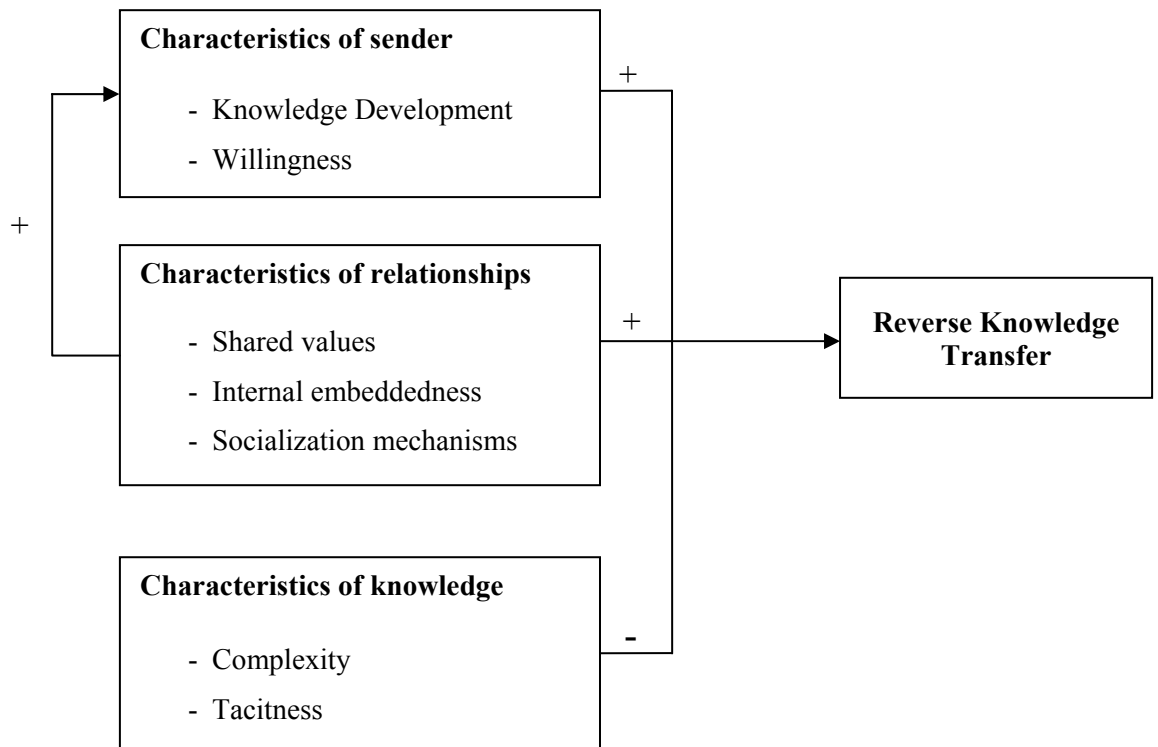 Characteristics of sender
+
- Knowledge Development
- Willingness
+
Characteristics of relationships
+
- Shared values
- Internal embeddedness
- Socialization mechanisms
Reverse Knowledge
Transfer
Characteristics of knowledge
-
- Complexity
- Tacitness